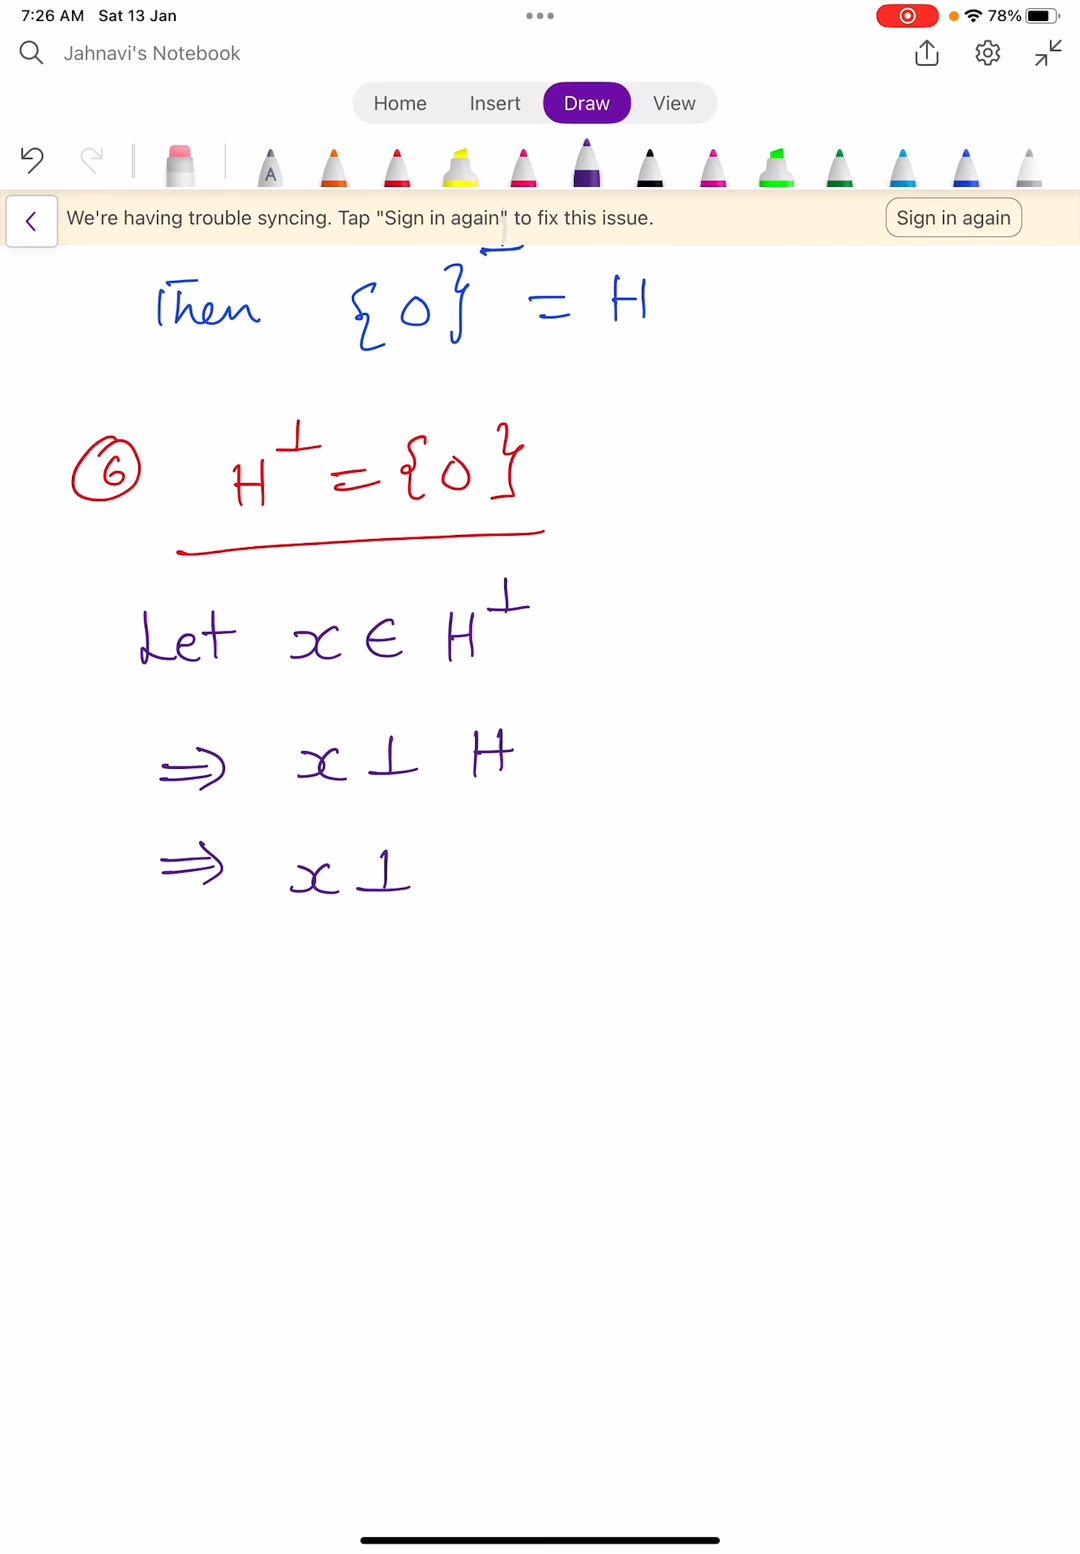 7:26 AM Sat 13 Jan
78%
Jahnavi's Notebook
Home Insert Draw View
A
We're having trouble syncing. Tap "Sign in again" to fix this issue.
Sign in again
Then {0}^⊥ = H
⑥ H^⊥ = {0}
Let x ∈ H^⊥
⇒ x ⊥ H
⇒ x ⊥